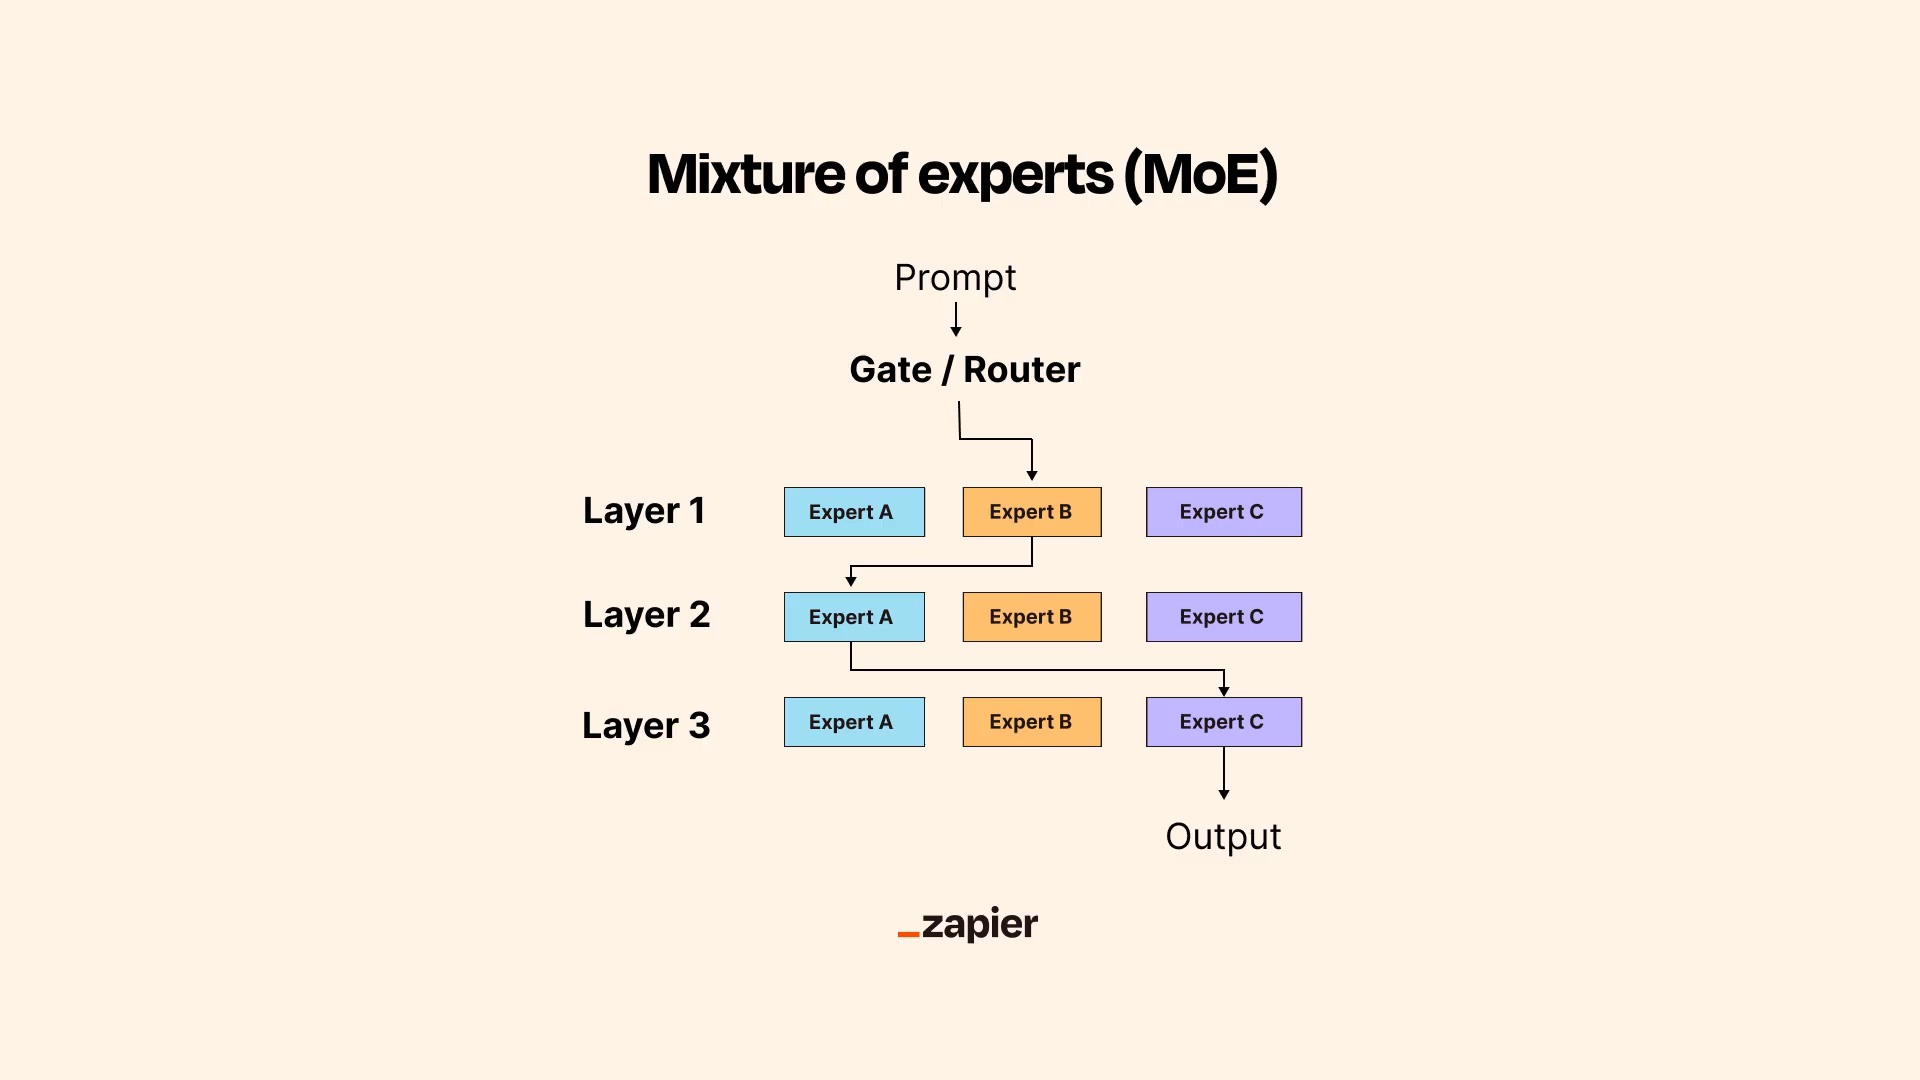 Mixture of experts (MoE)
Prompt
Gate / Router
Layer 1
Expert A
Expert B
Expert C
Layer 2
Expert A
Expert B
Expert C
Layer 3
Expert A
Expert B
Expert C
Output
_zapier